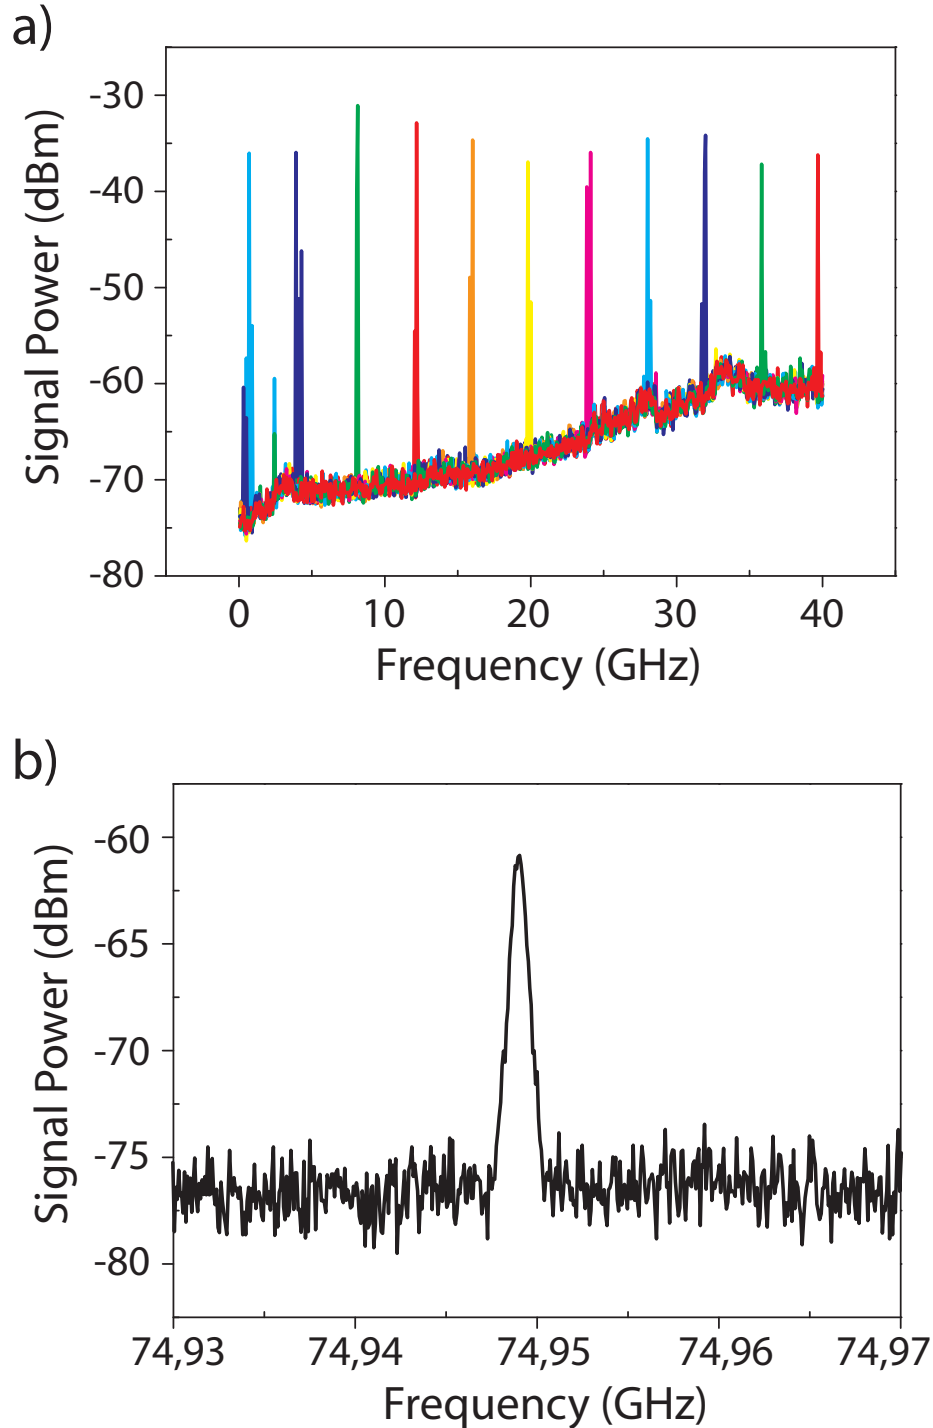 a)
Signal Power (dBm)
-30
-40
-50
-60
-70
-80
0 10 20 30 40
Frequency (GHz)
b)
Signal Power (dBm)
-60
-65
-70
-75
-80
74,93 74,94 74,95 74,96 74,97
Frequency (GHz)